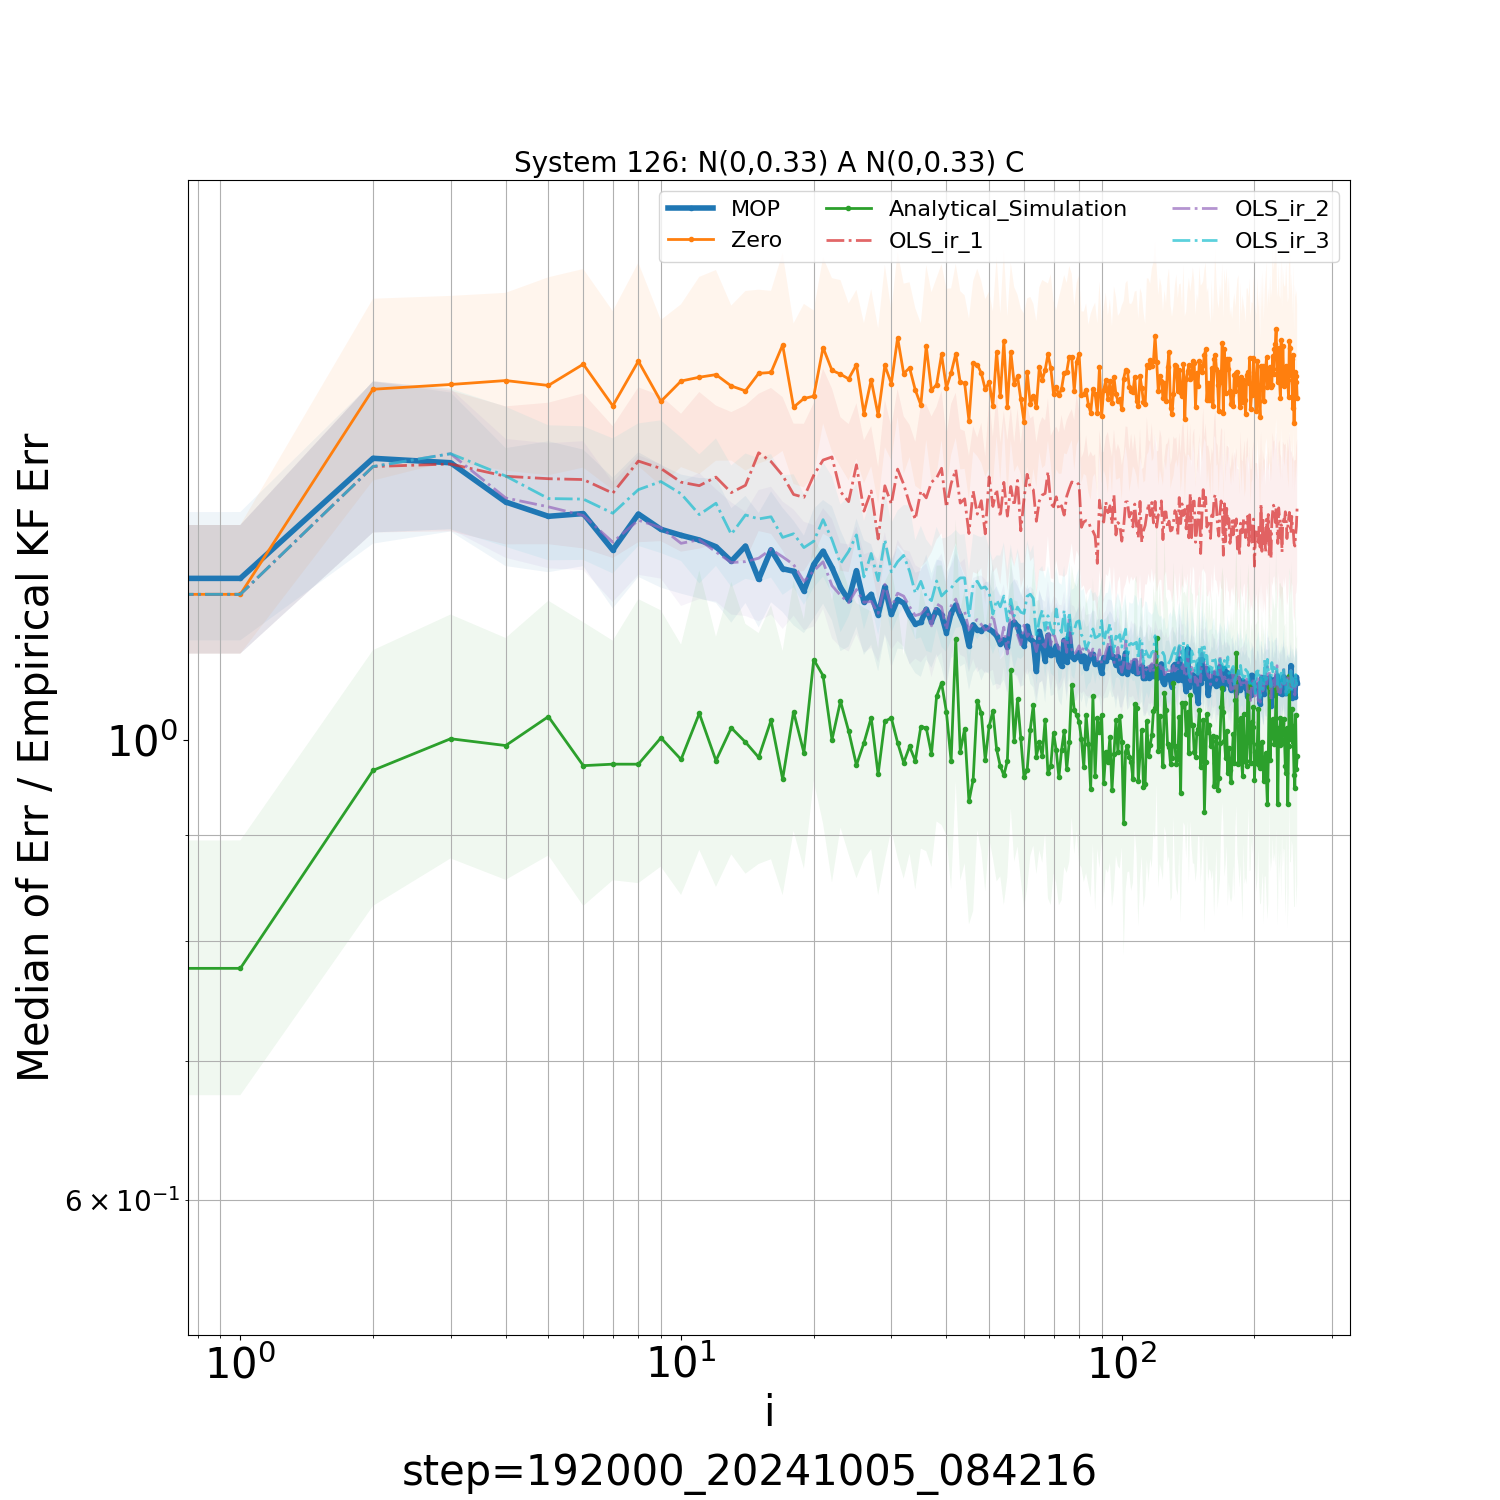 System 126: N(0,0.33) A N(0,0.33) C
MOP
Zero
Analytical_Simulation
OLS_ir_1
OLS_ir_2
OLS_ir_3
Median of Err / Empirical KF Err
10⁰
6 × 10⁻¹
10⁰ 10¹ 10²
i
step=192000_20241005_084216